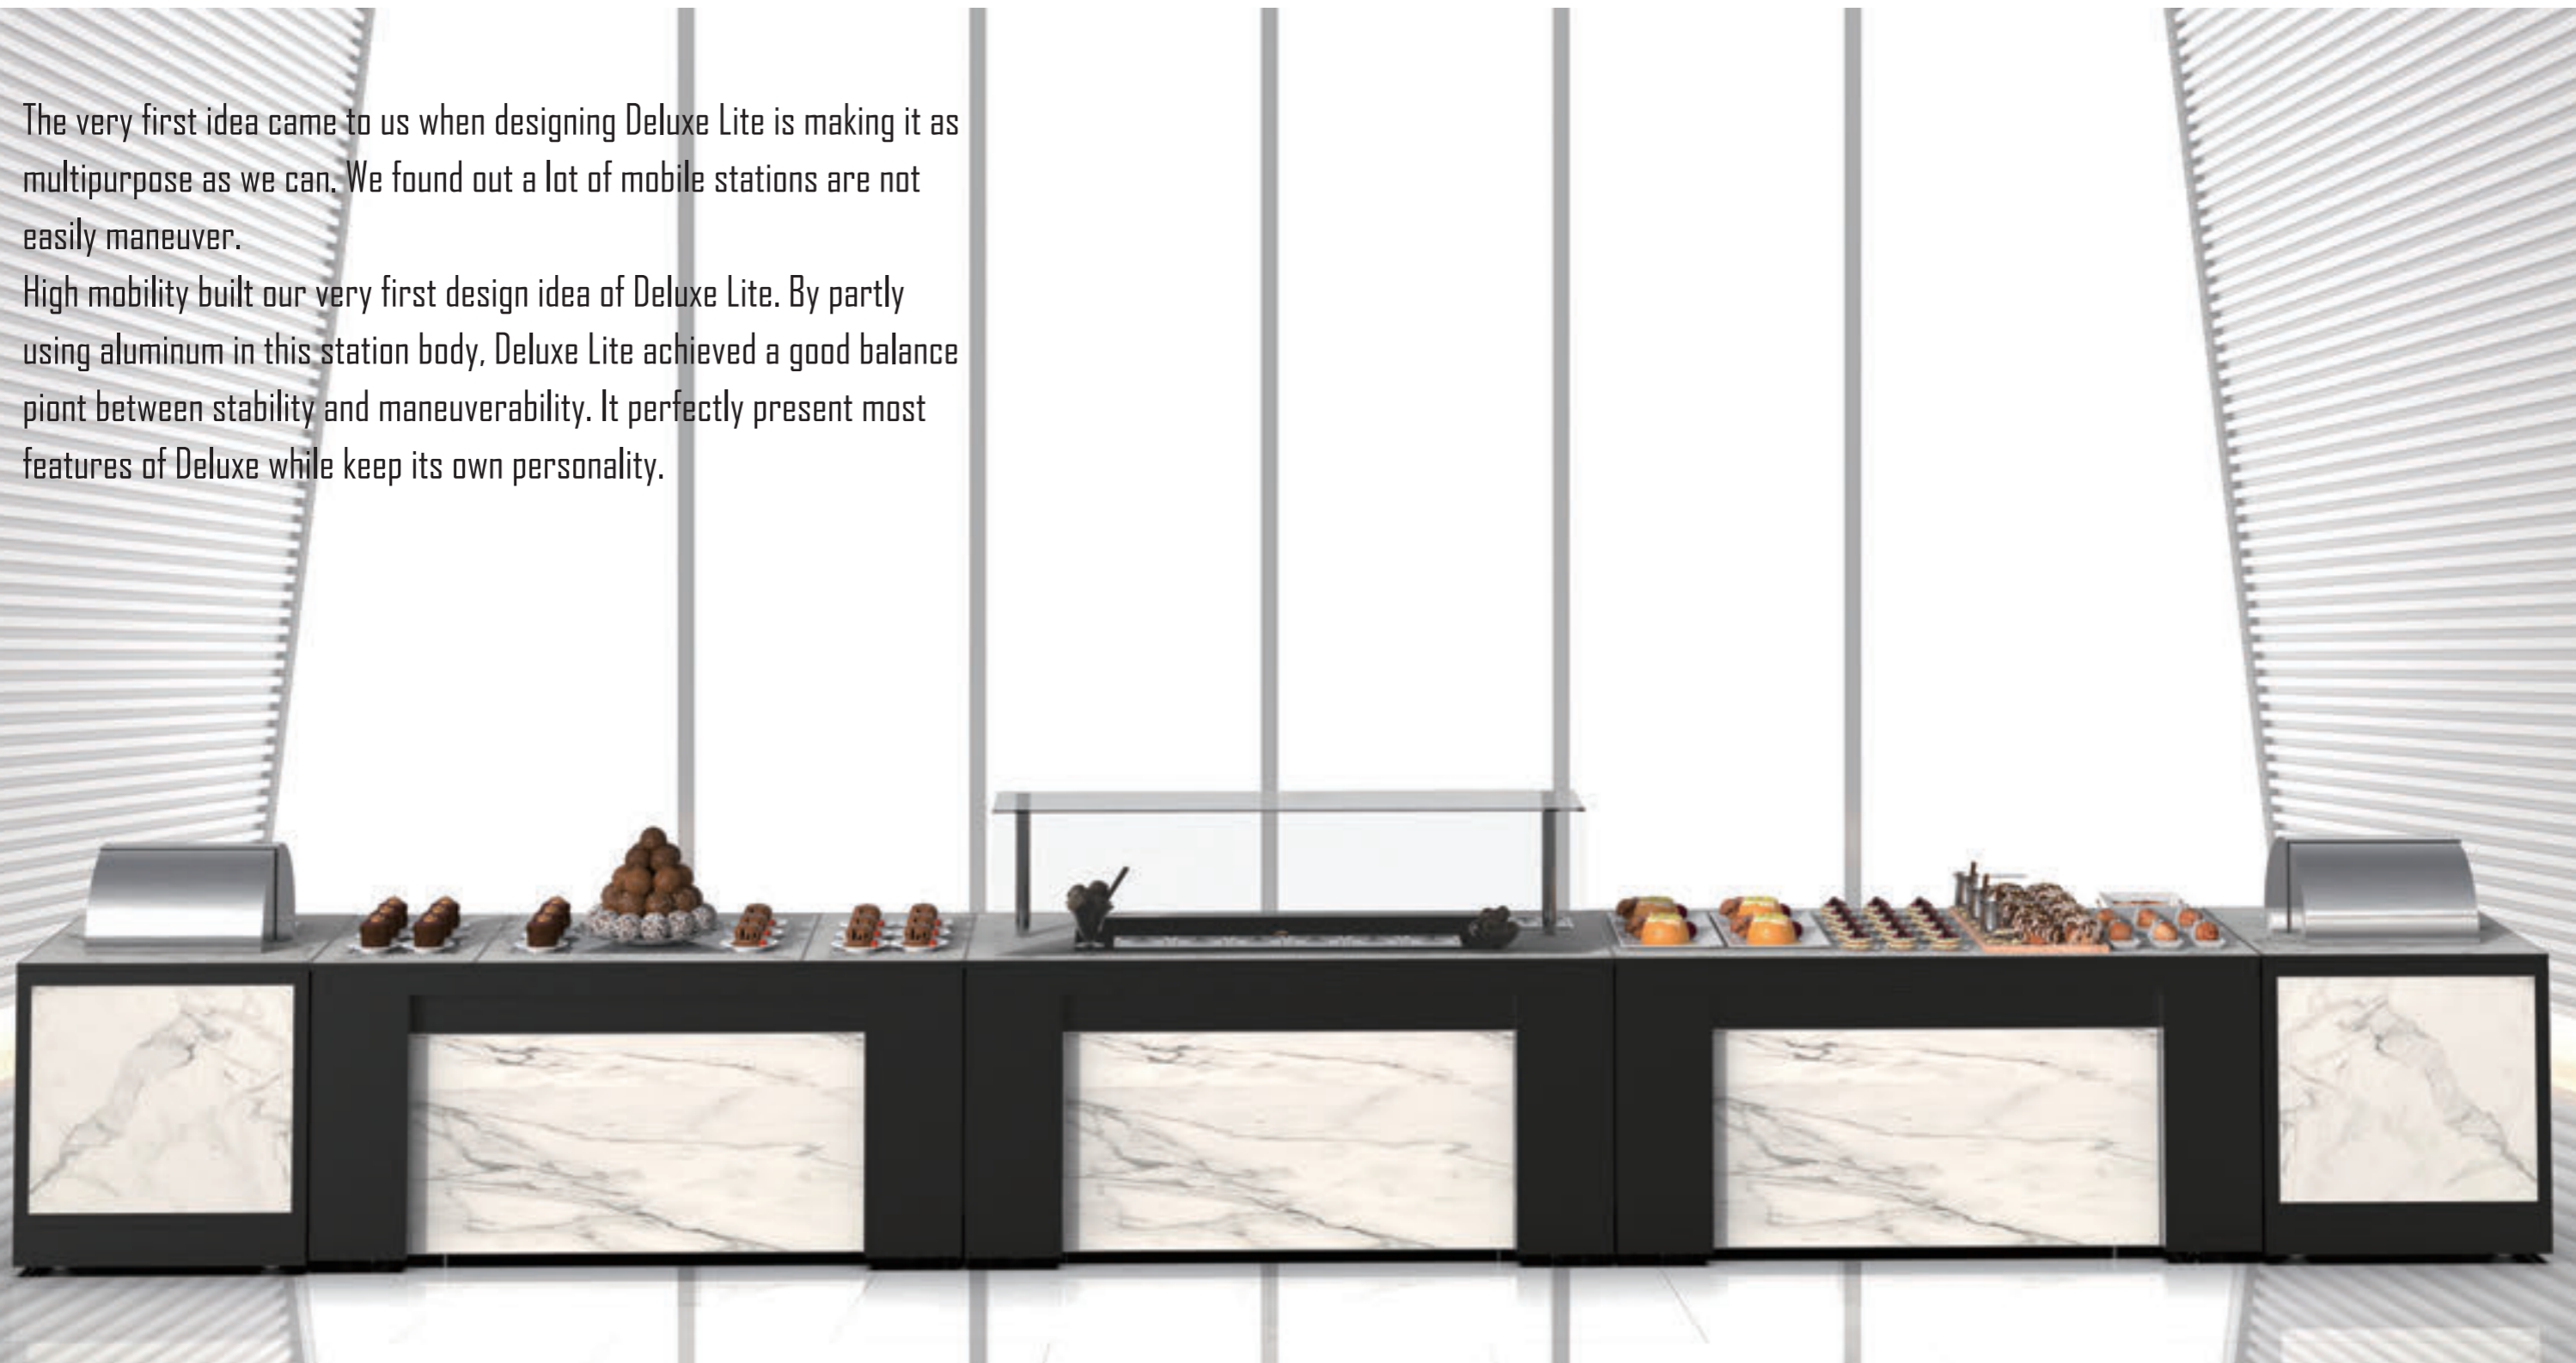 The very first idea came to us when designing Deluxe Lite is making it as
multipurpose as we can. We found out a lot of mobile stations are not
easily maneuver.
High mobility built our very first design idea of Deluxe Lite. By partly
using aluminum in this station body, Deluxe Lite achieved a good balance
piont between stability and maneuverability. It perfectly present most
features of Deluxe while keep its own personality.